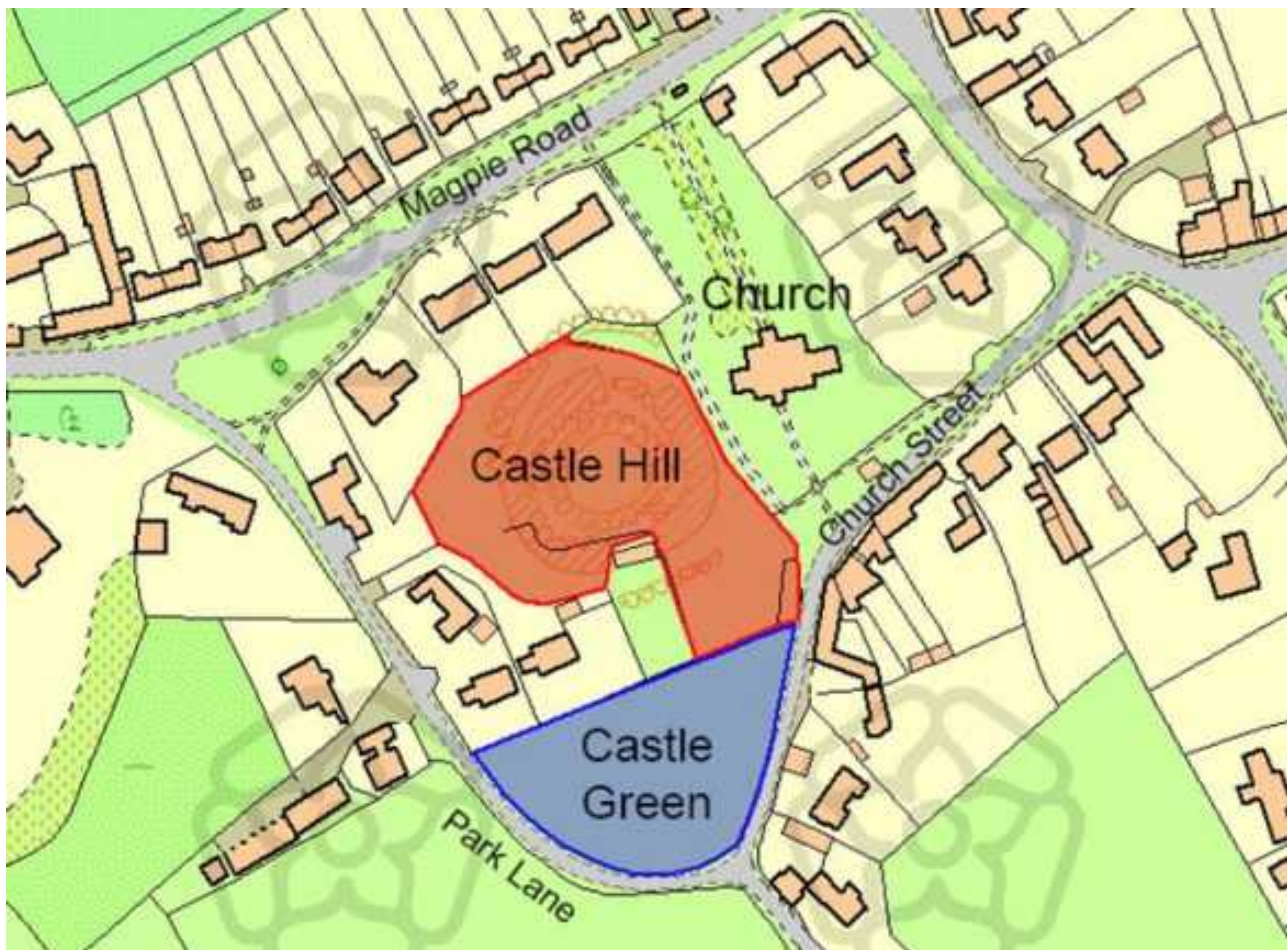 Magpie Road
Church
Castle Hill
Church Street
Castle
Green
Park Lane